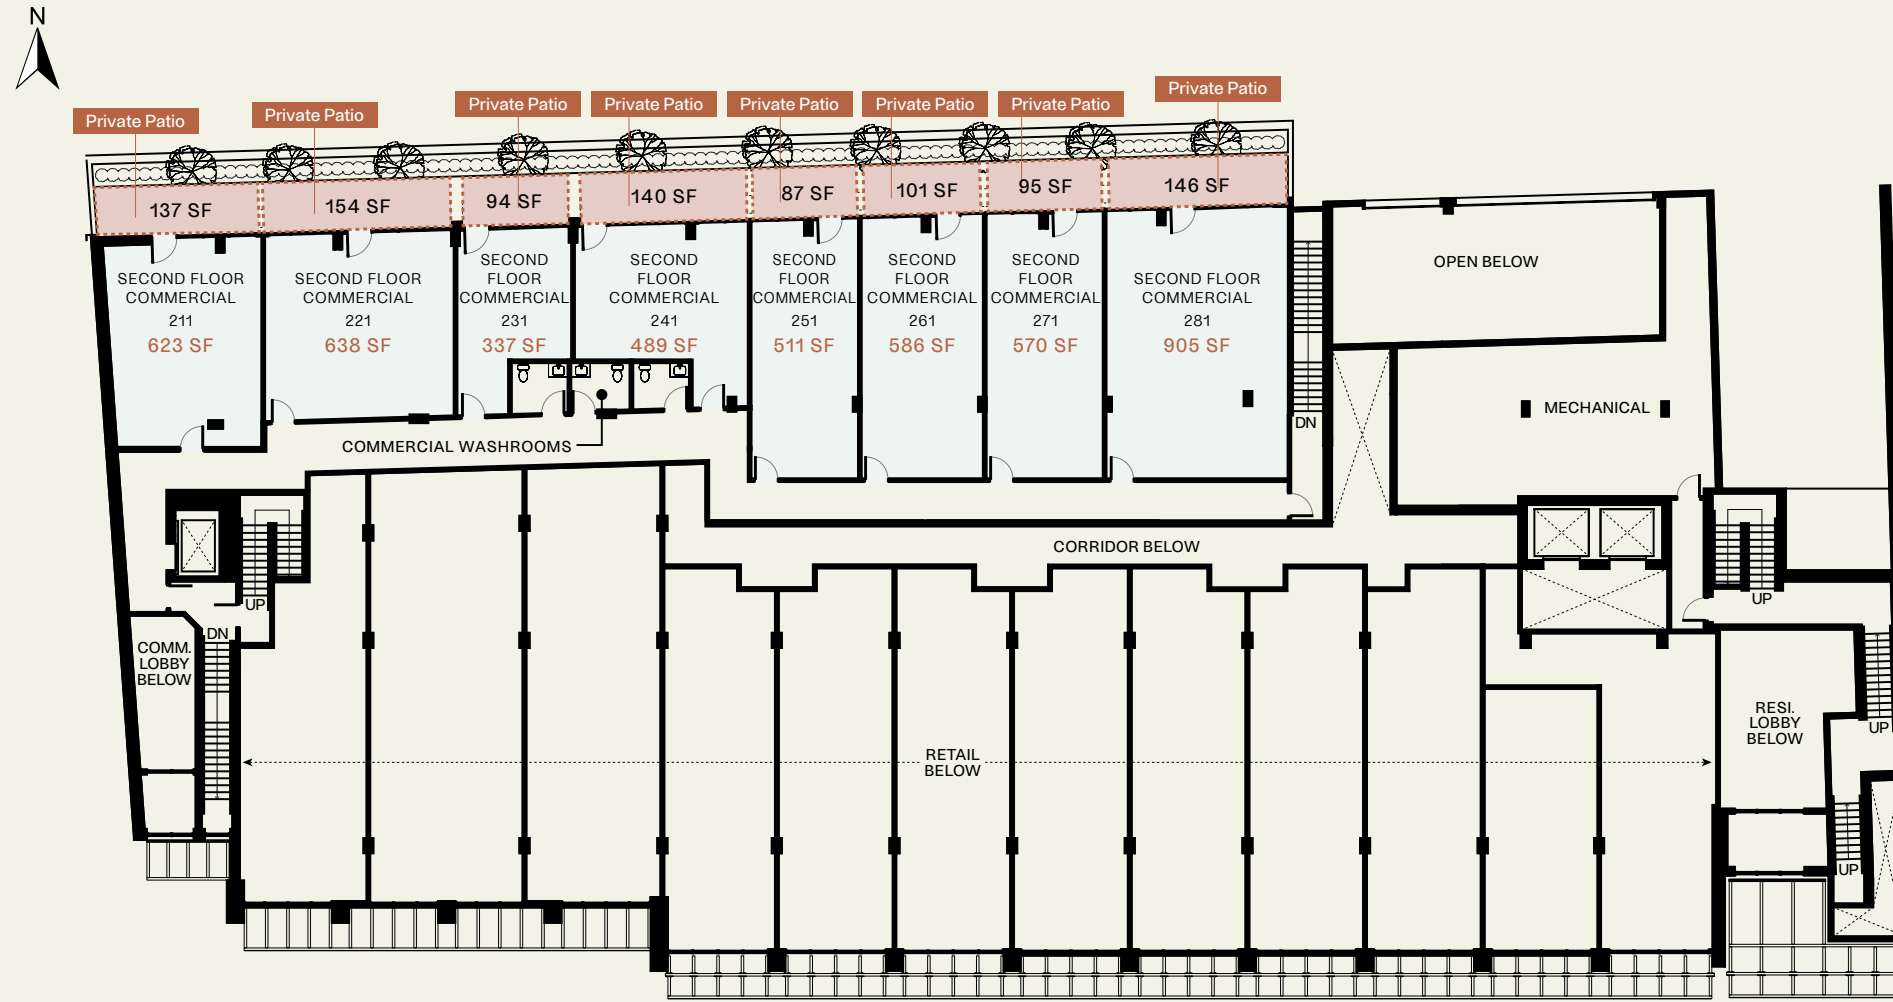 N
Private Patio
Private Patio
Private Patio
Private Patio
Private Patio
Private Patio
Private Patio
Private Patio
137 SF
154 SF
94 SF
140 SF
87 SF
101 SF
95 SF
146 SF
SECOND FLOOR
COMMERCIAL
211
623 SF
SECOND FLOOR
COMMERCIAL
221
638 SF
SECOND
FLOOR
COMMERCIAL
231
337 SF
SECOND
FLOOR
COMMERCIAL
241
489 SF
SECOND
FLOOR
COMMERCIAL
251
511 SF
SECOND
FLOOR
COMMERCIAL
261
586 SF
SECOND
FLOOR
COMMERCIAL
271
570 SF
SECOND FLOOR
COMMERCIAL
281
905 SF
OPEN BELOW
MECHANICAL
DN
COMMERCIAL WASHROOMS
CORRIDOR BELOW
UP
DN
UP
COMM.
LOBBY
BELOW
RETAIL
BELOW
RESI.
LOBBY
BELOW
UP
UP